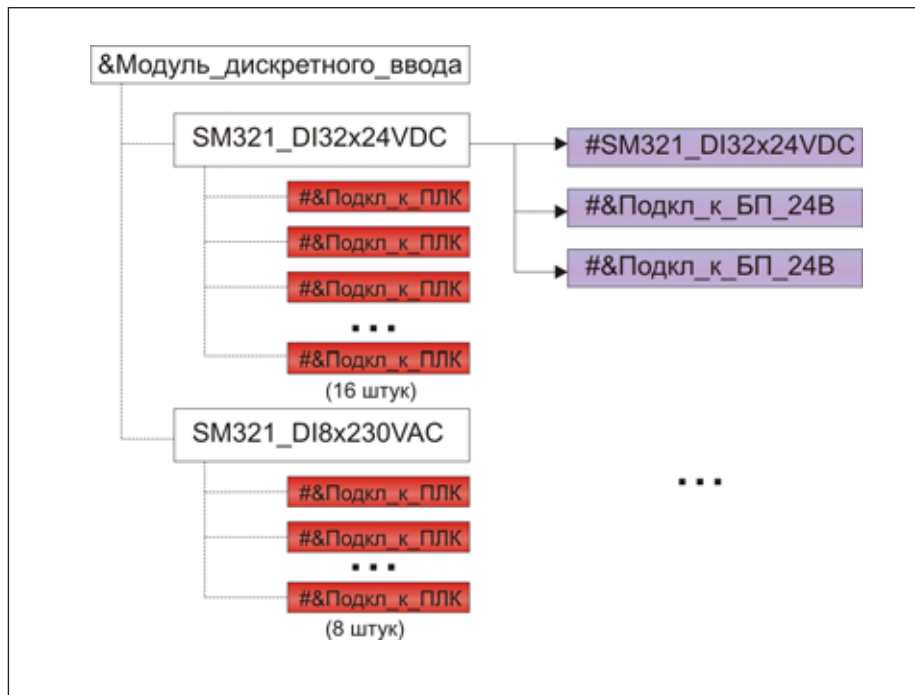 &Модуль_дискретного_ввода
SM321_DI32x24VDC
#SM321_DI32x24VDC
#&Подкл_к_ПЛК
#&Подкл_к_БП_24В
#&Подкл_к_ПЛК
#&Подкл_к_БП_24В
#&Подкл_к_ПЛК
...
#&Подкл_к_ПЛК
(16 штук)
SM321_DI8x230VAC
#&Подкл_к_ПЛК
...
#&Подкл_к_ПЛК
...
#&Подкл_к_ПЛК
(8 штук)